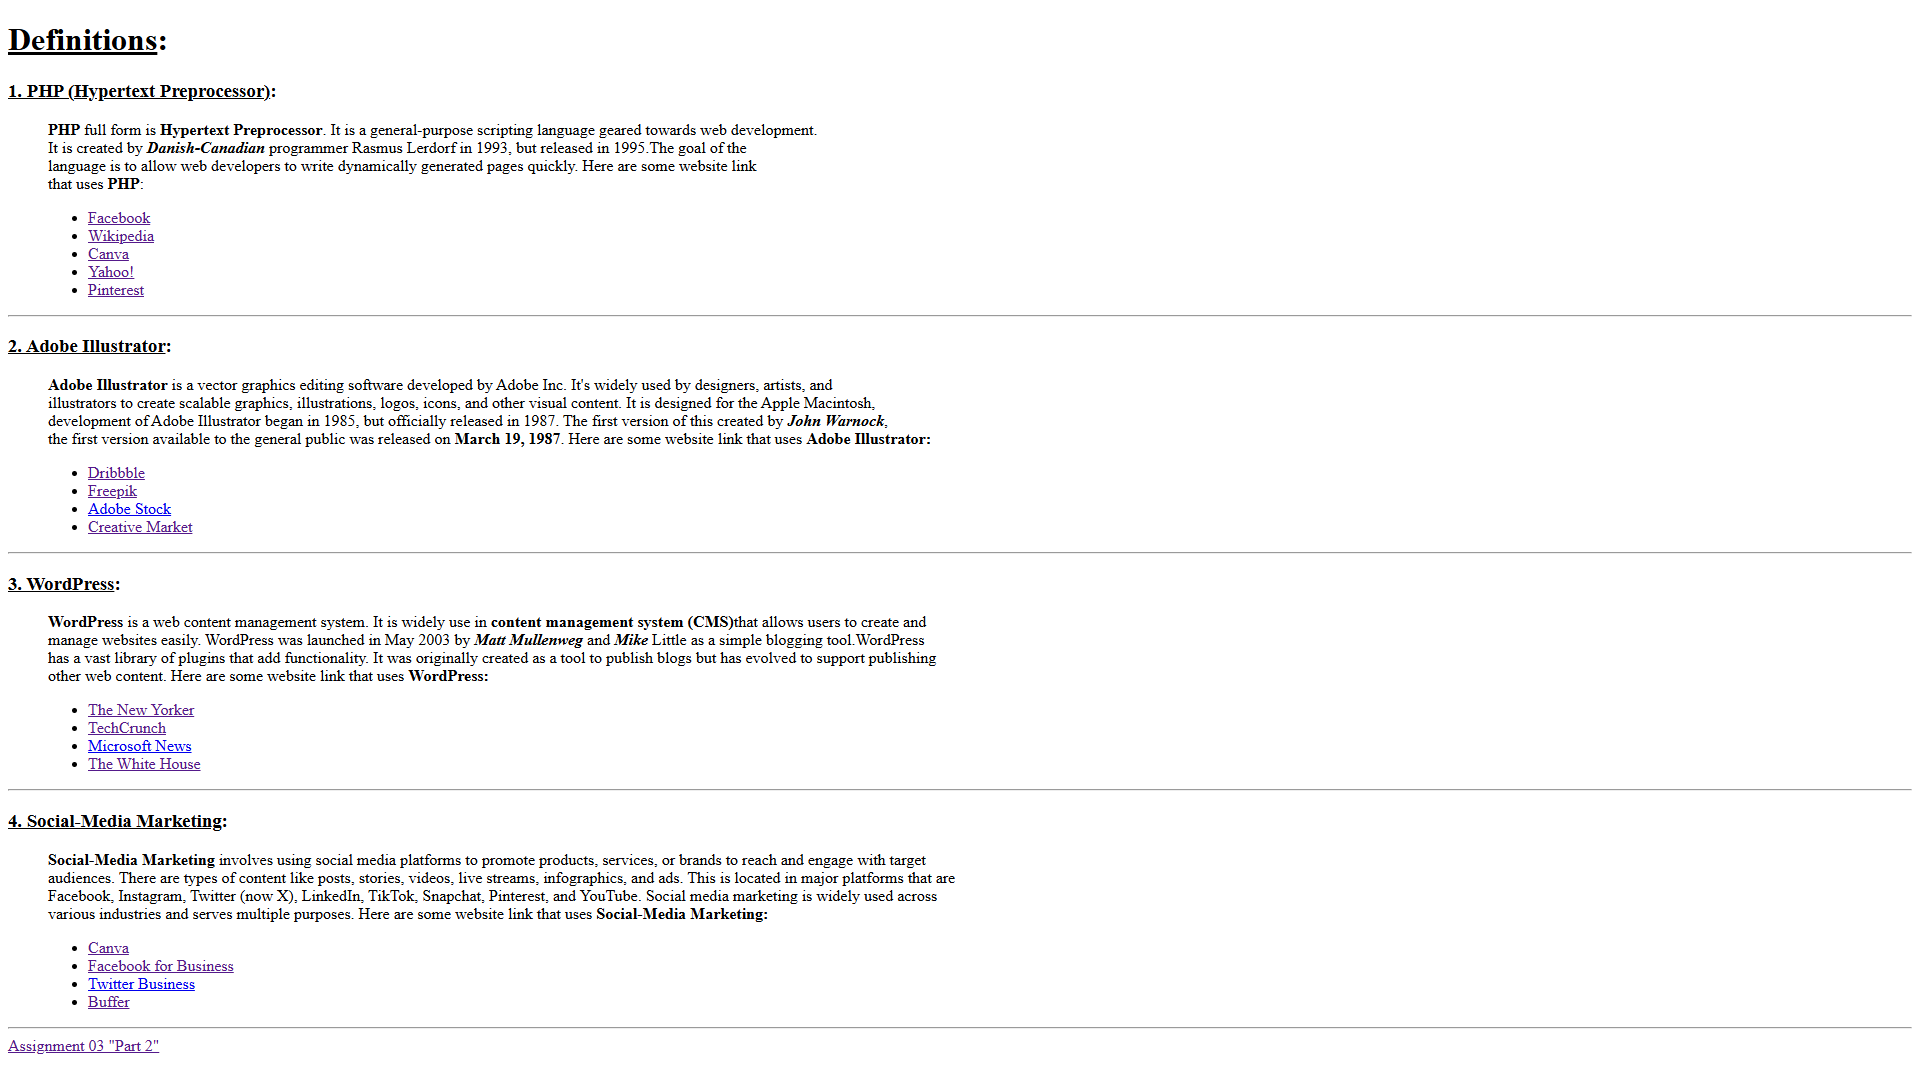 Definitions:
1. PHP (Hypertext Preprocessor):
PHP full form is Hypertext Preprocessor. It is a general-purpose scripting language geared towards web development.
It is created by Danish-Canadian programmer Rasmus Lerdorf in 1993, but released in 1995.The goal of the
language is to allow web developers to write dynamically generated pages quickly. Here are some website link
that uses PHP:
Facebook
Wikipedia
Canva
Yahoo!
Pinterest
2. Adobe Illustrator:
Adobe Illustrator is a vector graphics editing software developed by Adobe Inc. It's widely used by designers, artists, and
illustrators to create scalable graphics, illustrations, logos, icons, and other visual content. It is designed for the Apple Macintosh,
development of Adobe Illustrator began in 1985, but officially released in 1987. The first version of this created by John Warnock,
the first version available to the general public was released on March 19, 1987. Here are some website link that uses Adobe Illustrator:
Dribbble
Freepik
Adobe Stock
Creative Market
3. WordPress:
WordPress is a web content management system. It is widely use in content management system (CMS)that allows users to create and
manage websites easily. WordPress was launched in May 2003 by Matt Mullenweg and Mike Little as a simple blogging tool.WordPress
has a vast library of plugins that add functionality. It was originally created as a tool to publish blogs but has evolved to support publishing
other web content. Here are some website link that uses WordPress:
The New Yorker
TechCrunch
Microsoft News
The White House
4. Social-Media Marketing:
Social-Media Marketing involves using social media platforms to promote products, services, or brands to reach and engage with target
audiences. There are types of content like posts, stories, videos, live streams, infographics, and ads. This is located in major platforms that are
Facebook, Instagram, Twitter (now X), LinkedIn, TikTok, Snapchat, Pinterest, and YouTube. Social media marketing is widely used across
various industries and serves multiple purposes. Here are some website link that uses Social-Media Marketing:
Canva
Facebook for Business
Twitter Business
Buffer
Assignment 03 "Part 2"